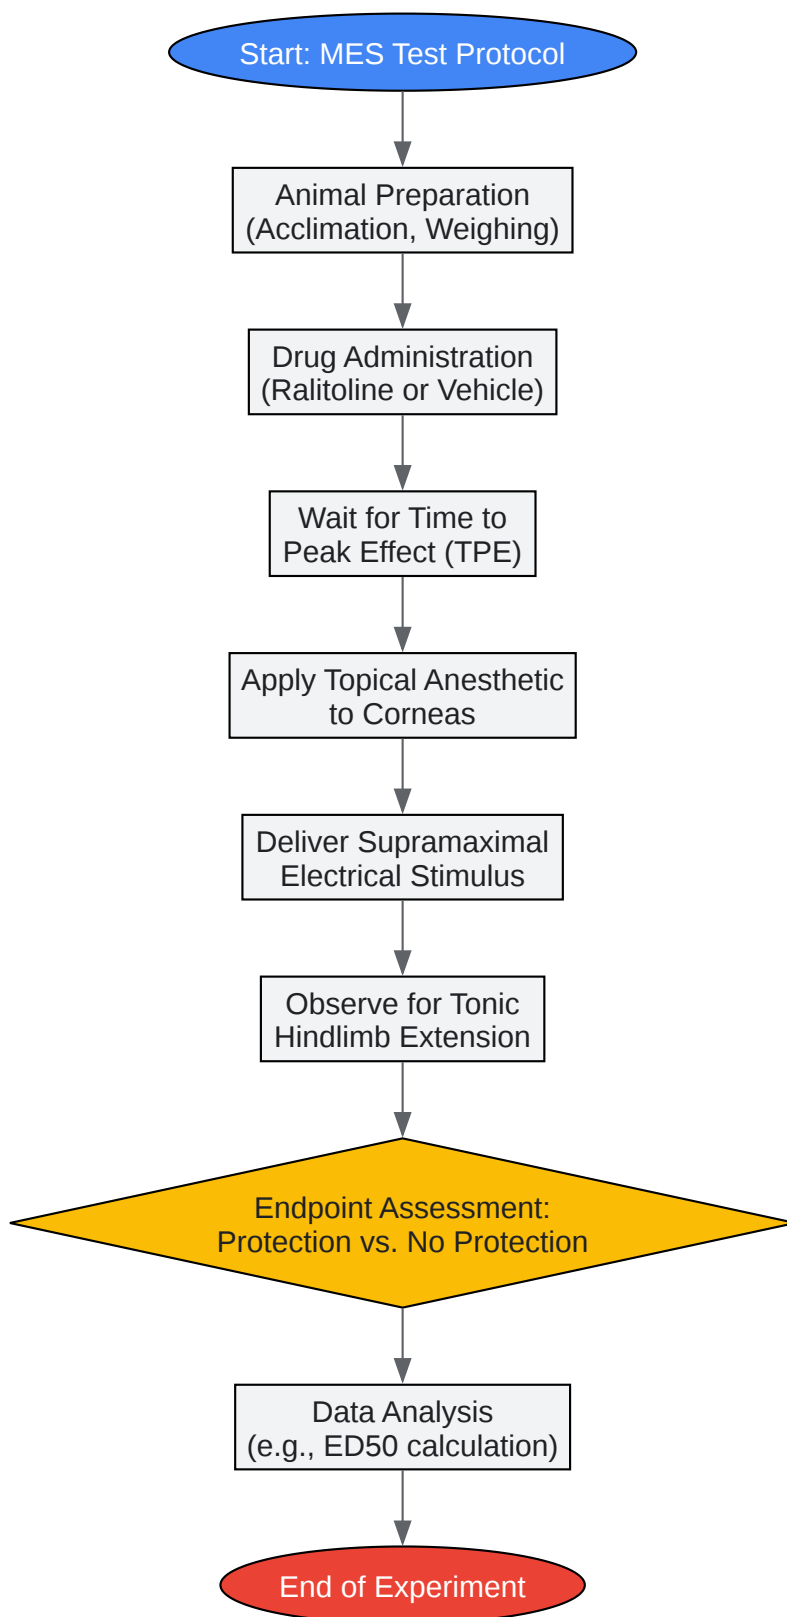 Start: MES Test Protocol
Animal Preparation
(Acclimation, Weighing)
Drug Administration
(Ralitoline or Vehicle)
Wait for Time to
Peak Effect (TPE)
Apply Topical Anesthetic
to Corneas
Deliver Supramaximal
Electrical Stimulus
Observe for Tonic
Hindlimb Extension
Endpoint Assessment:
Protection vs. No Protection
Data Analysis
(e.g., ED50 calculation)
End of Experiment